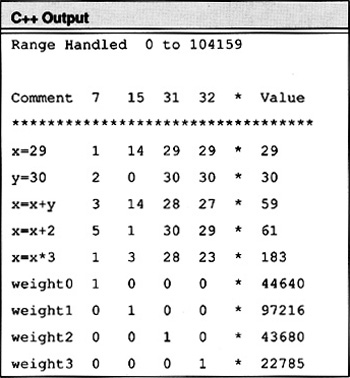 C++ Output
Range Handled 0 to 104159
Comment 7 15 31 32 * Value
**********************************
x=29 1 14 29 29 * 29
y=30 2 0 30 30 * 30
x=x+y 3 14 28 27 * 59
x=x+2 5 1 30 29 * 61
x=x*3 1 3 28 23 * 183
weight0 1 0 0 0 * 44640
weight1 0 1 0 0 * 97216
weight2 0 0 1 0 * 43680
weight3 0 0 0 1 * 22785